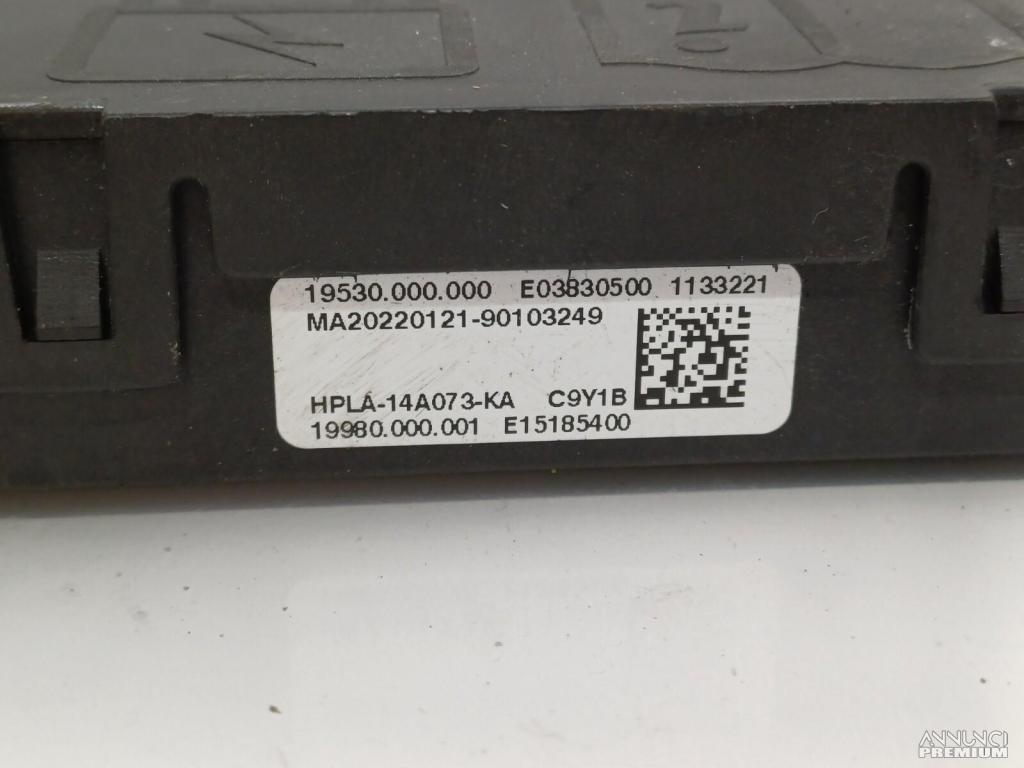 19530.000.000 E03830500 1133221
MA20220121-90103249
HPLA-14A073-KA C9Y1B
19980.000.001 E15185400
ANNUNCI
PREMIUM